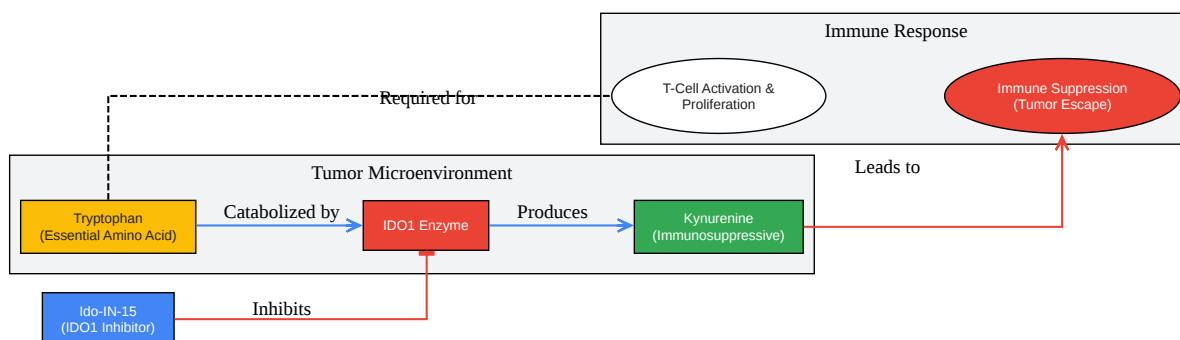 Immune Response
T-Cell Activation &
Proliferation
Immune Suppression
(Tumor Escape)
Required for
Leads to
Tumor Microenvironment
Tryptophan
(Essential Amino Acid)
Catabolized by
IDO1 Enzyme
Produces
Kynurenine
(Immunosuppressive)
Ido-IN-15
(IDO1 Inhibitor)
Inhibits